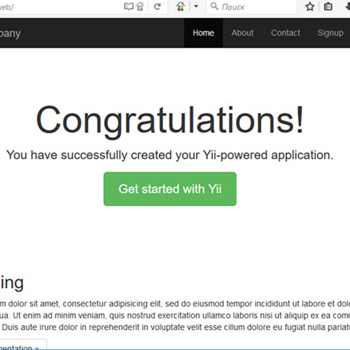 web/
Поиск
pany
Home About Contact Signup
Congratulations!
You have successfully created your Yii-powered application.
Get started with Yii
ing
m dolor sit amet, consectetur adipisicing elit, sed do eiusmod tempor incididunt ut labore et dolo
ua. Ut enim ad minim veniam, quis nostrud exercitation ullamco laboris nisi ut aliquip ex ea comm
Duis aute irure dolor in reprehenderit in voluptate velit esse cillum dolore eu fugiat nulla pariatu
mentation »